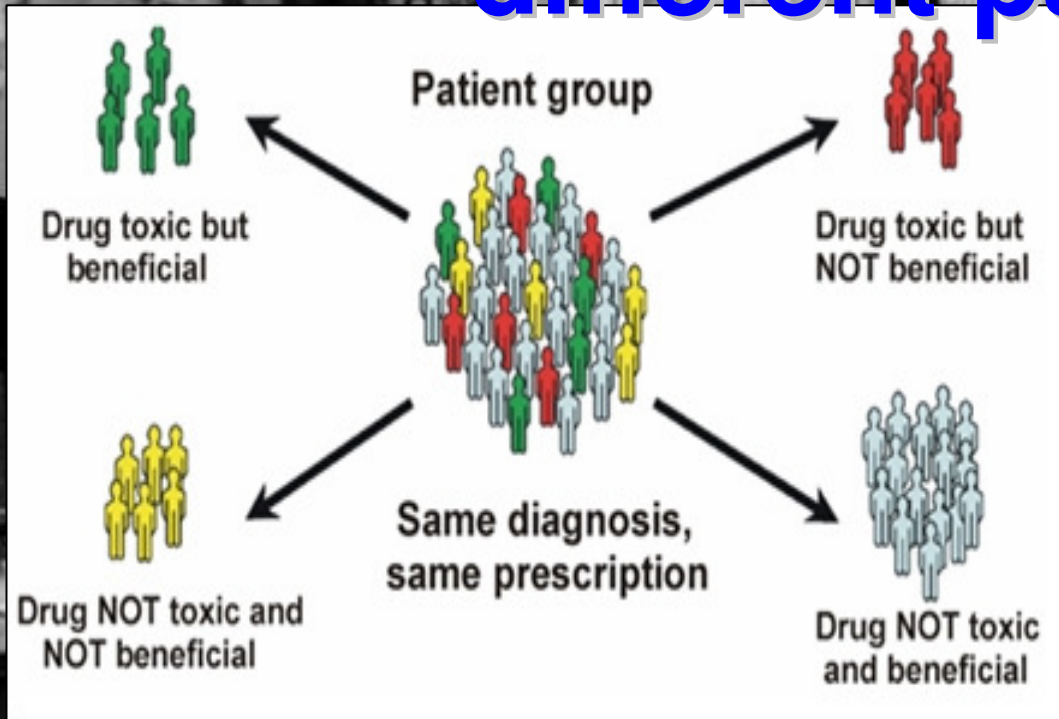 different
Patient group
Drug toxic but
beneficial
Drug toxic but
NOT beneficial
Same diagnosis,
same prescription
Drug NOT toxic and
NOT beneficial
Drug NOT toxic
and beneficial